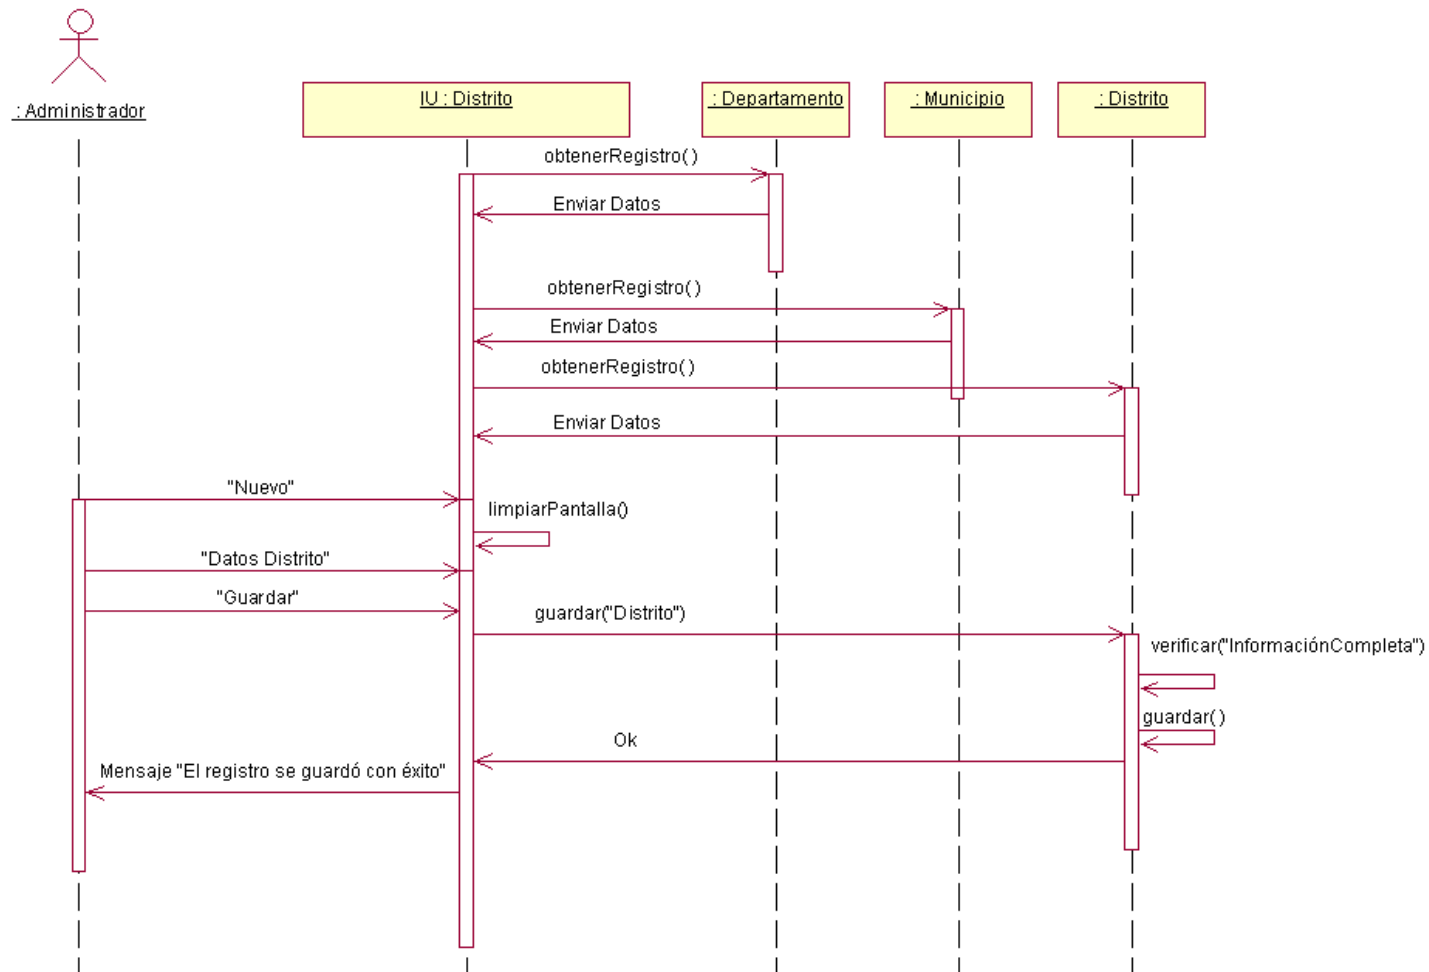 : Administrador
IU : Distrito
: Departamento
: Municipio
: Distrito
obtenerRegistro()
Enviar Datos
obtenerRegistro()
Enviar Datos
obtenerRegistro()
Enviar Datos
"Nuevo"
limpiarPantalla()
"Datos Distrito"
"Guardar"
guardar("Distrito")
verificar("InformaciónCompleta")
guardar()
Ok
Mensaje "El registro se guardó con éxito"